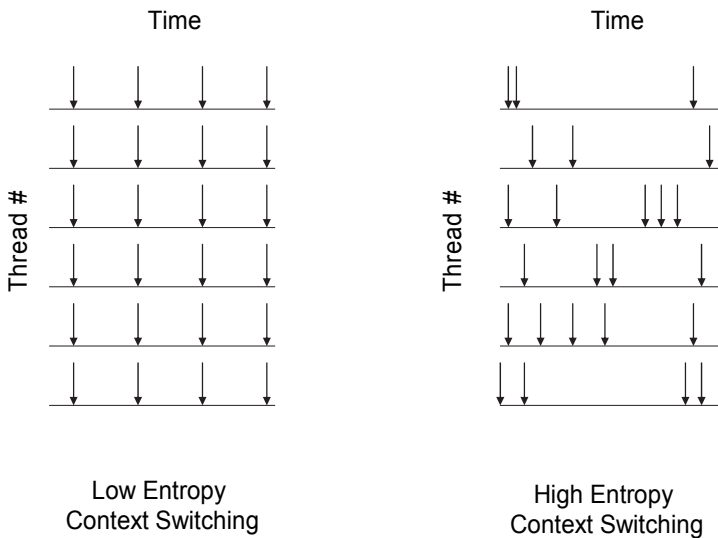 Time
Time
Thread #
Thread #
Low Entropy
Context Switching
High Entropy
Context Switching